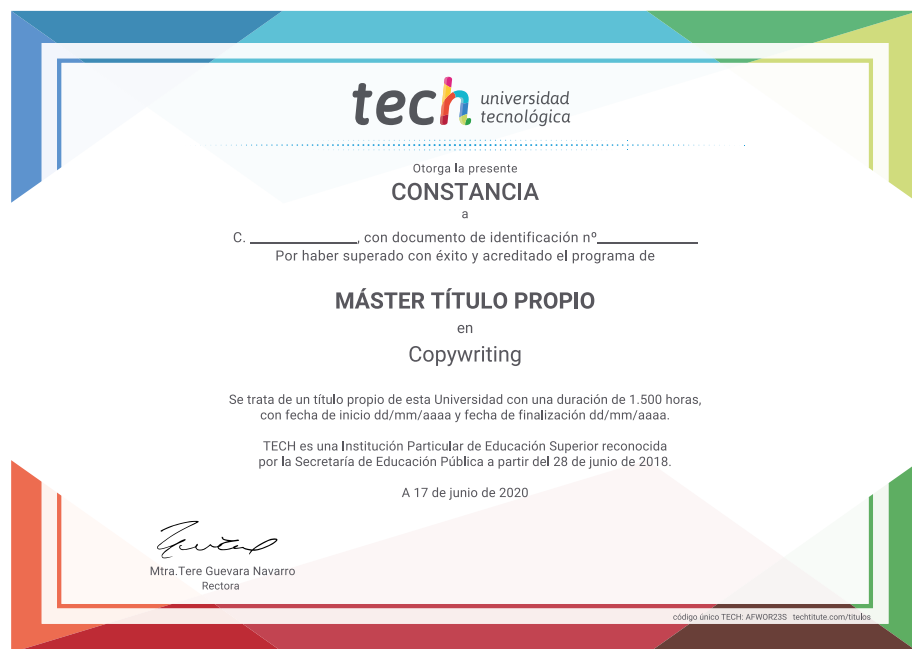 tech universidad
tecnológica
Otorga la presente
CONSTANCIA
a
C. ____________, con documento de identificación nº____________
Por haber superado con éxito y acreditado el programa de
MÁSTER TÍTULO PROPIO
en
Copywriting
Se trata de un título propio de esta Universidad con una duración de 1.500 horas,
con fecha de inicio dd/mm/aaaa y fecha de finalización dd/mm/aaaa.
TECH es una Institución Particular de Educación Superior reconocida
por la Secretaría de Educación Pública a partir del 28 de junio de 2018.
A 17 de junio de 2020
Mtra.Tere Guevara Navarro
Rectora
código único TECH: AFWOR23S techtitute.com/titulos